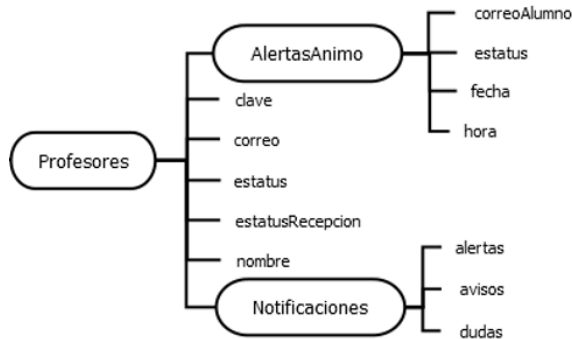 Profesores
AlertasAnimo
correoAlumno
estatus
fecha
hora
clave
correo
estatus
estatusRecepcion
nombre
Notificaciones
alertas
avisos
dudas